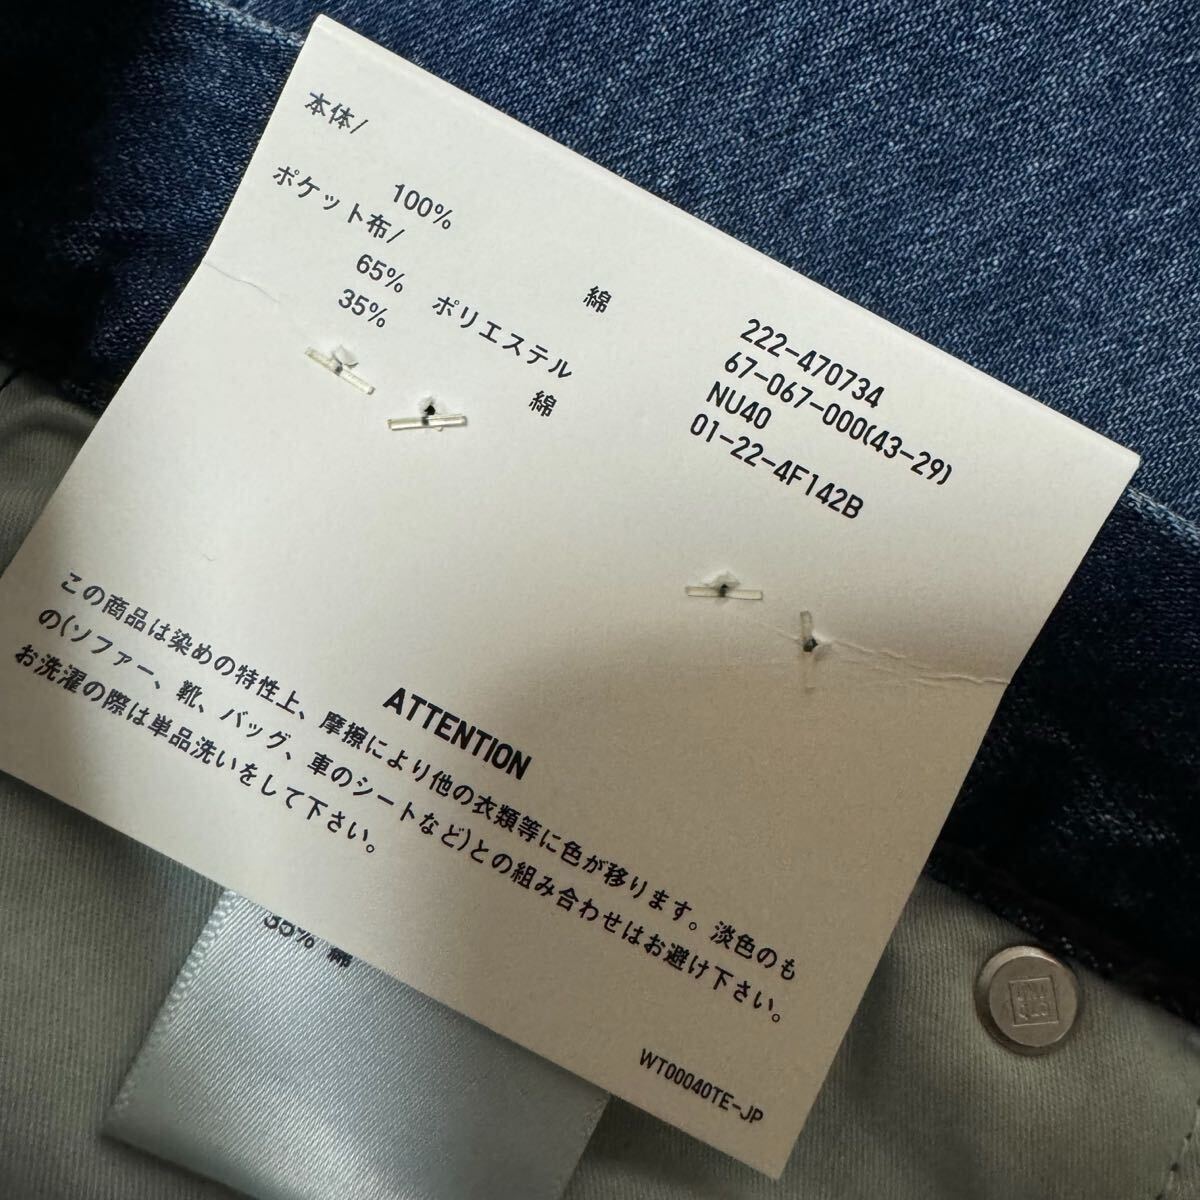 本体/
100%
綿
ポケット布/
65% ポリエステル
35%
綿
222-470734
67-067-000(43-29)
NU40
01-22-4F142B
ATTENTION
この商品は染めの特性上、摩擦により他の衣類等に色が移ります。淡色のも
の(ソファー、靴、バッグ、車のシートなど)との組み合わせはお避け下さい。
お洗濯の際は単品洗いをして下さい。
WT00040TE-JP
35% 綿